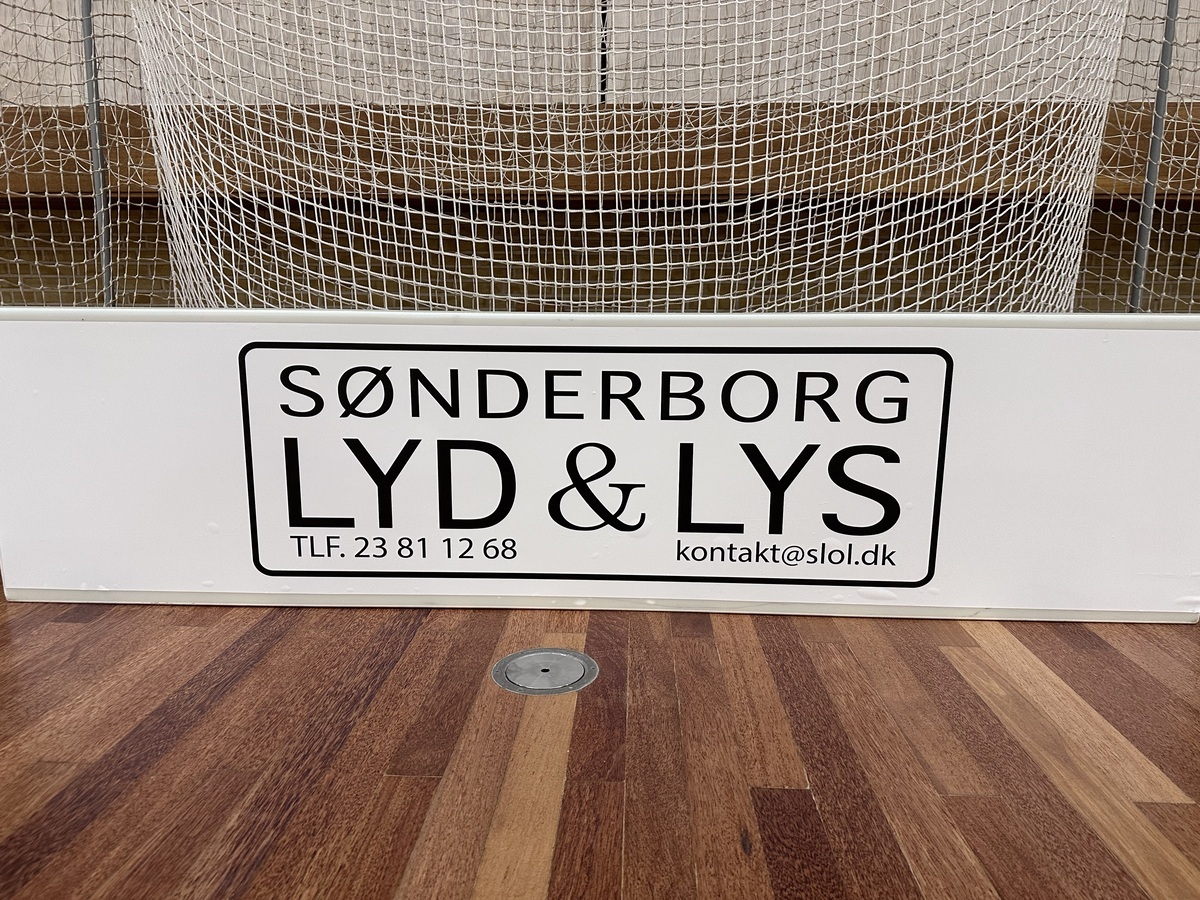 SØNDERBORG
LYD & LYS
TLF. 23 81 12 68 kontakt@slol.dk